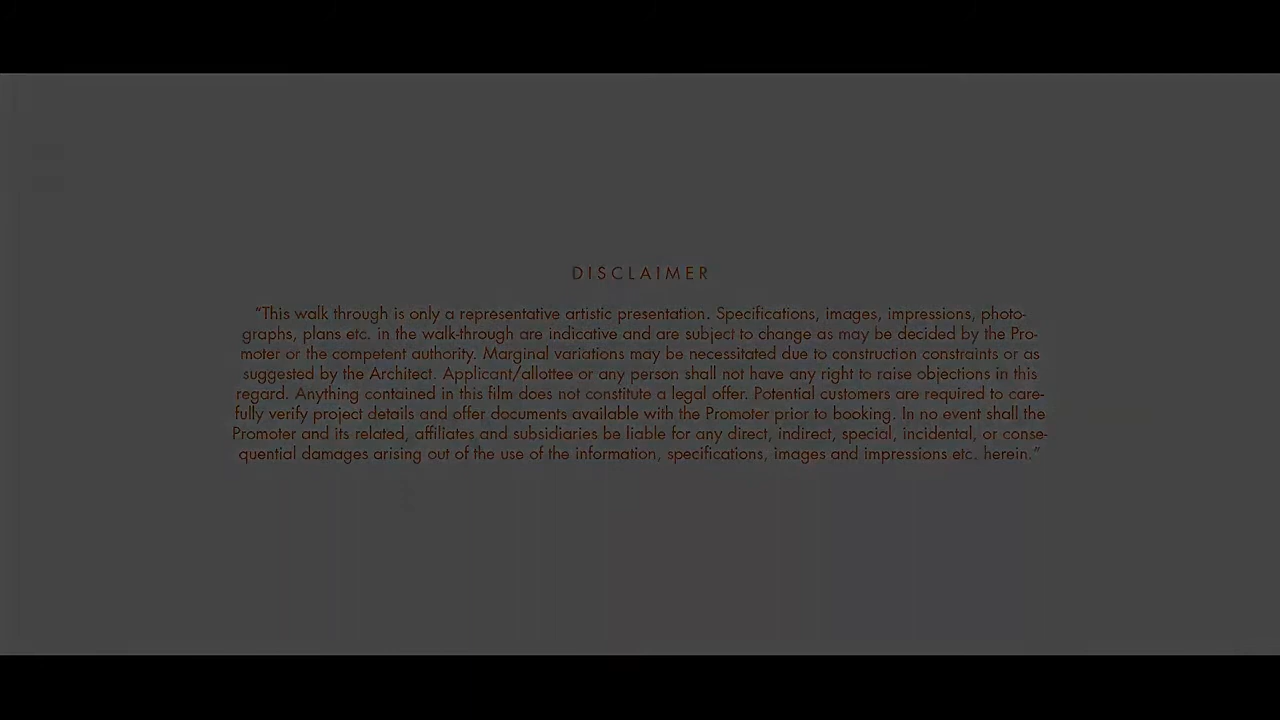 DISCLAIMER
“This walk through is only a representative artistic presentation. Specifications, images, impressions, photo-
graphs, plans etc. in the walk-through are indicative and are subject to change as may be decided by the Pro-
moter or the competent authority. Marginal variations may be necessitated due to construction constraints or as
suggested by the Architect. Applicant/allottee or any person shall not have any right to raise objections in this
regard. Anything contained in this film does not constitute a legal offer. Potential customers are required to care-
fully verify project details and offer documents available with the Promoter prior to booking. In no event shall the
Promoter and its related, affiliates and subsidiaries be liable for any direct, indirect, special, incidental, or conse-
quential damages arising out of the use of the information, specifications, images and impressions etc. herein.”